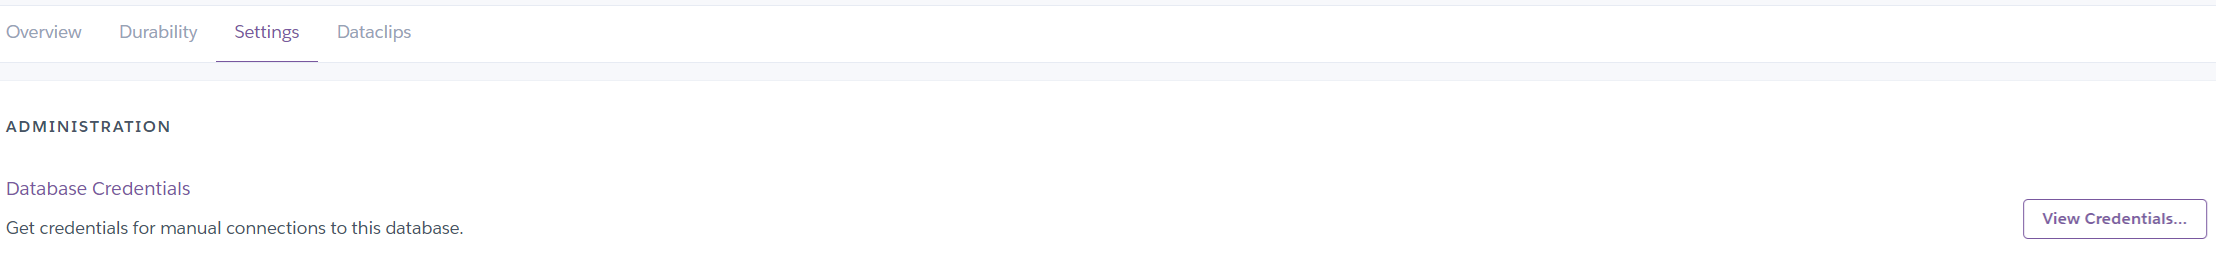 Overview Durability Settings Dataclips
ADMINISTRATION
Database Credentials
Get credentials for manual connections to this database.
View Credentials...